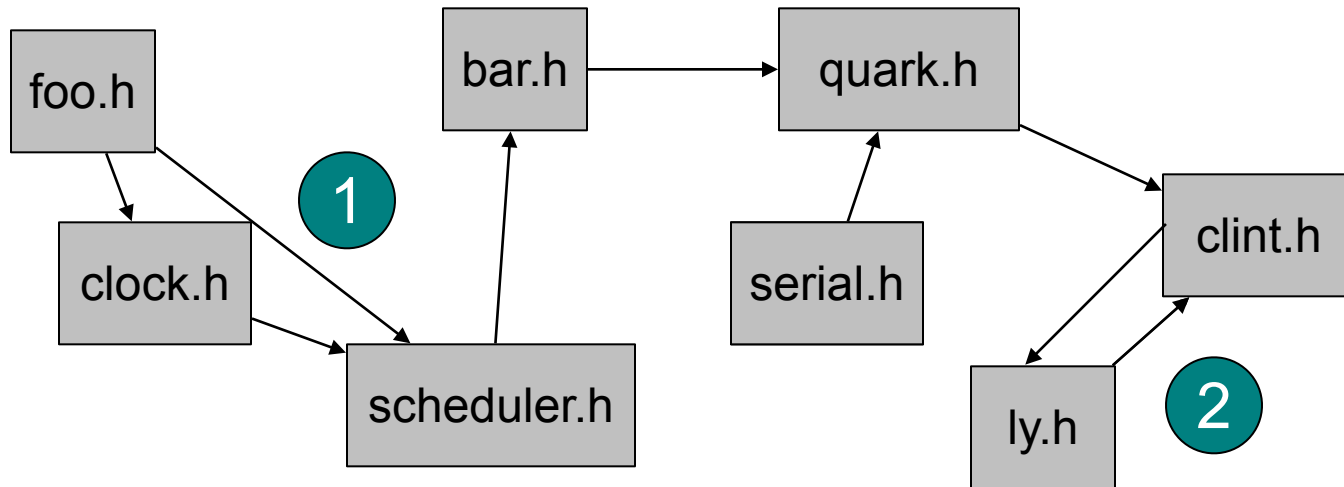 foo.h
bar.h
quark.h
1
clock.h
serial.h
clint.h
scheduler.h
ly.h
2